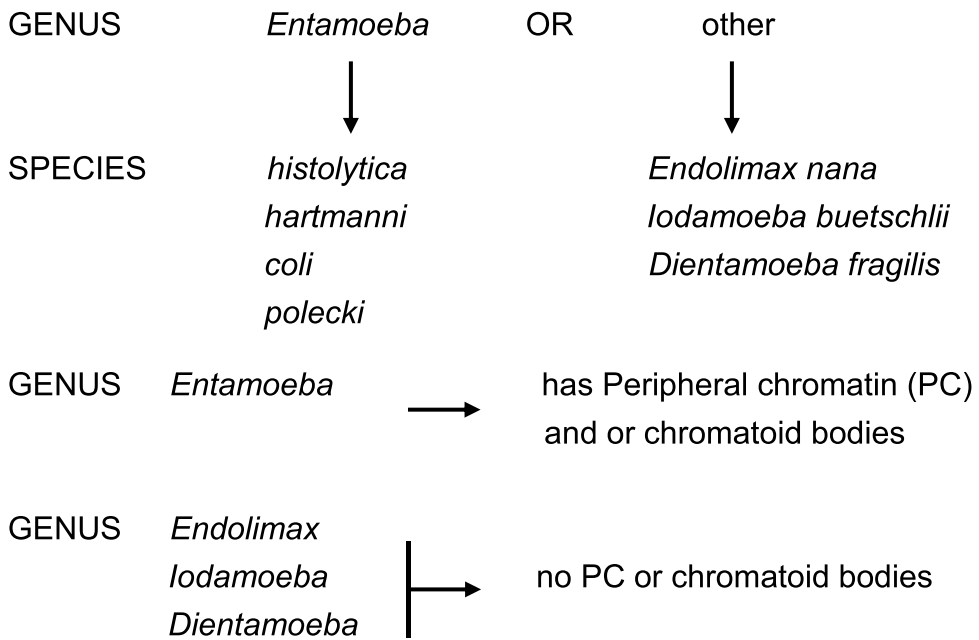 GENUS Entamoeba OR other
SPECIES histolytica Endolimax nana
hartmanni Iodamoeba buetschlii
coli Dientamoeba fragilis
polecki
GENUS Entamoeba has Peripheral chromatin (PC)
and or chromatoid bodies
GENUS Endolimax
Iodamoeba no PC or chromatoid bodies
Dientamoeba